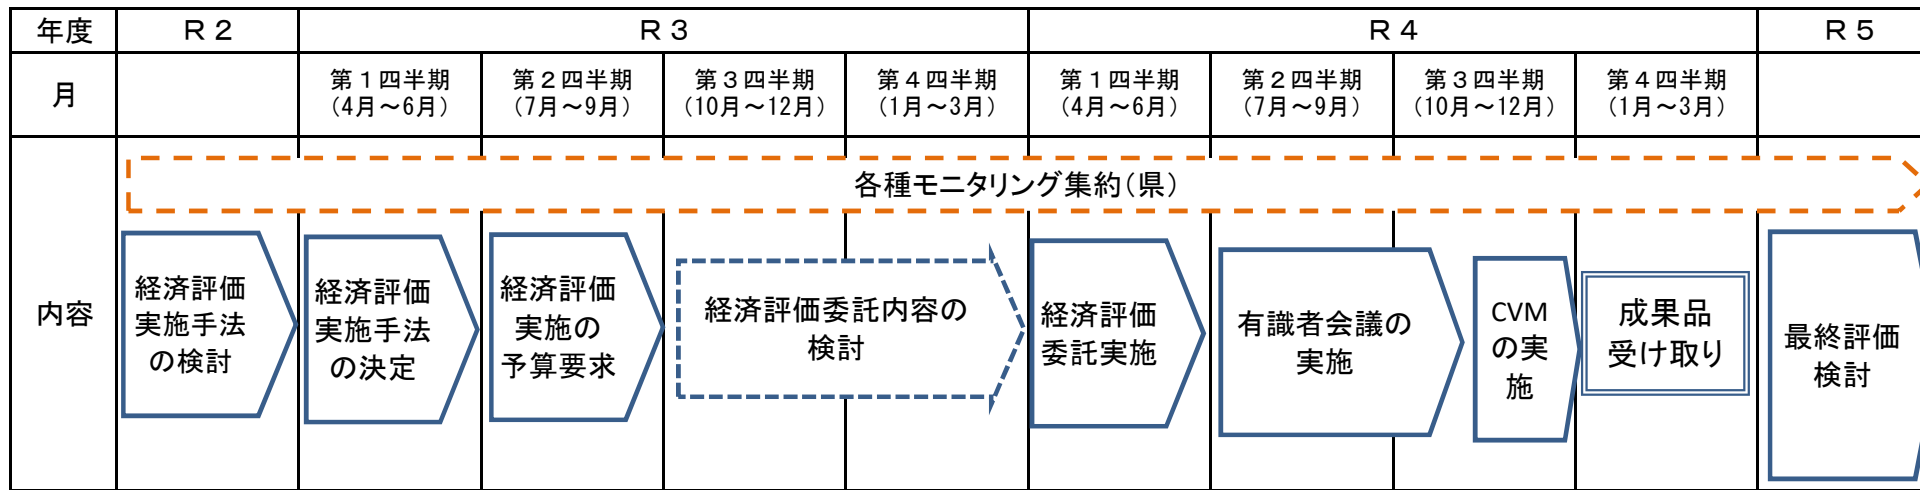 年度
Ｒ２
Ｒ３
Ｒ４
Ｒ５
月
第１四半期
（4月～6月）
第２四半期
（7月～9月）
第３四半期
（10月～12月）
第４四半期
（1月～3月）
第１四半期
（4月～6月）
第２四半期
（7月～9月）
第３四半期
（10月～12月）
第４四半期
（1月～3月）
内容
各種モニタリング集約（県）
経済評価
実施手法
の検討
経済評価
実施手法
の決定
経済評価
実施の
予算要求
経済評価委託内容の
検討
経済評価
委託実施
有識者会議の
実施
CVM
の実
施
成果品
受け取り
最終評価
検討